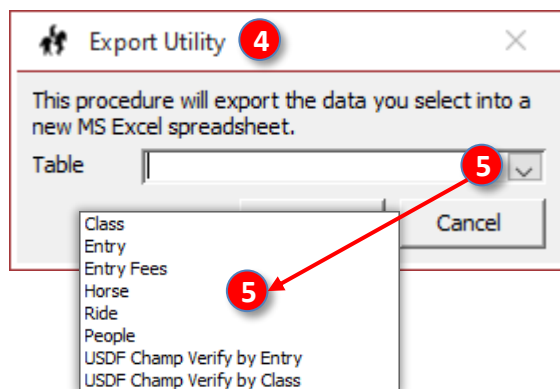 Export Utility 4
This procedure will export the data you select into a
new MS Excel spreadsheet.
Table 5
Cancel
Class
Entry
Entry Fees
Horse 5
Ride
People
USDF Champ Verify by Entry
USDF Champ Verify by Class